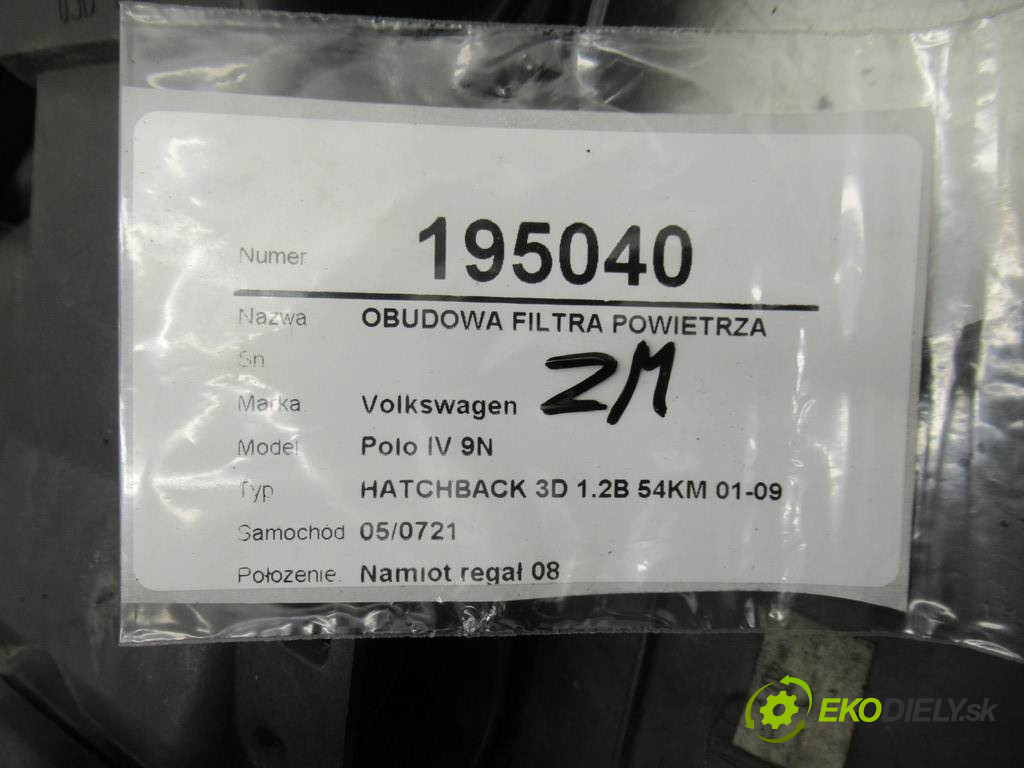 Numer 195040
Nazwa OBUDOWA FILTRA POWIETRZA
Sn
ZM
Marka Volkswagen
Model Polo IV 9N
Typ HATCHBACK 3D 1.2B 54KM 01-09
Samochód 05/0721
Położenie. Namiot regał 08
EKODIELY.sk